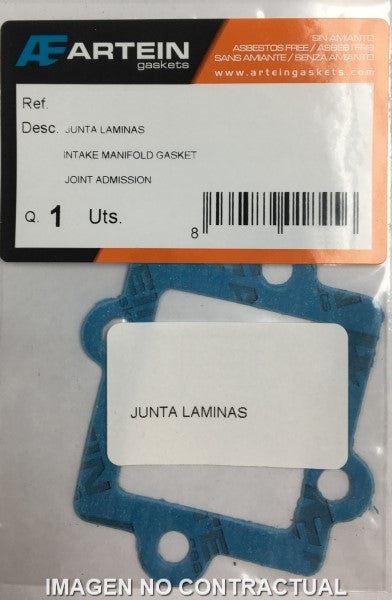 ARTEIN
gaskets
SIN AMIANTO
ASBESTOS FREE / ASBESTFREI
SANS AMIANTE / SENZA AMIANTO
www.arteingaskets.com
Ref.
Desc. JUNTA LAMINAS
INTAKE MANIFOLD GASKET
JOINT ADMISSION
Q. 1 Uts.
8
JUNTA LAMINAS
ARTEIN
IMAGEN NO CONTRACTUAL